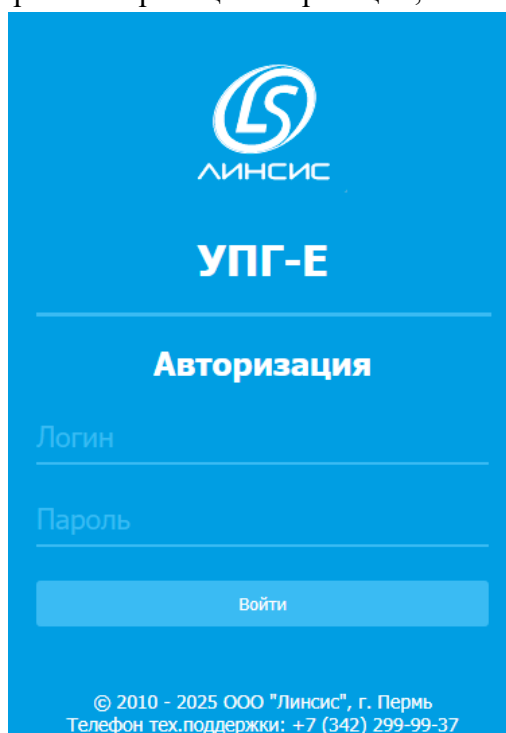 LS
ЛИНСИС
УПГ-Е
Авторизация
Логин
Пароль
Войти
© 2010 - 2025 ООО "Линсис", г. Пермь
Телефон тех.поддержки: +7 (342) 299-99-37